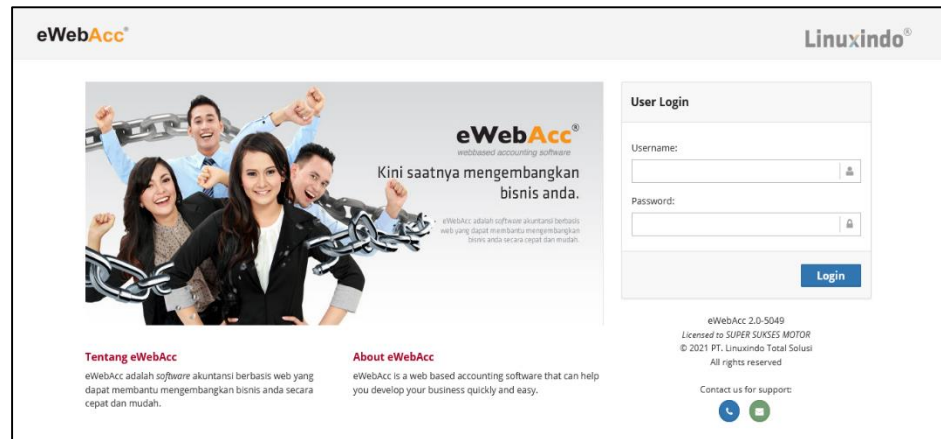 eWebAcc®
Linuxindo®
eWebAcc®
webbased accounting software
Kini saatnya mengembangkan
bisnis anda.
eWebAcc adalah software akuntansi berbasis
web yang dapat membantu mengembangkan
bisnis anda secara cepat dan mudah.
User Login
Username:
Password:
Login
eWebAcc 2.0-5049
Licensed to SUPER SUKSES MOTOR
© 2021 PT. Linuxindo Total Solusi
All rights reserved
Contact us for support:
Tentang eWebAcc
eWebAcc adalah software akuntansi berbasis web yang
dapat membantu mengembangkan bisnis anda secara
cepat dan mudah.
About eWebAcc
eWebAcc is a web based accounting software that can help
you develop your business quickly and easy.